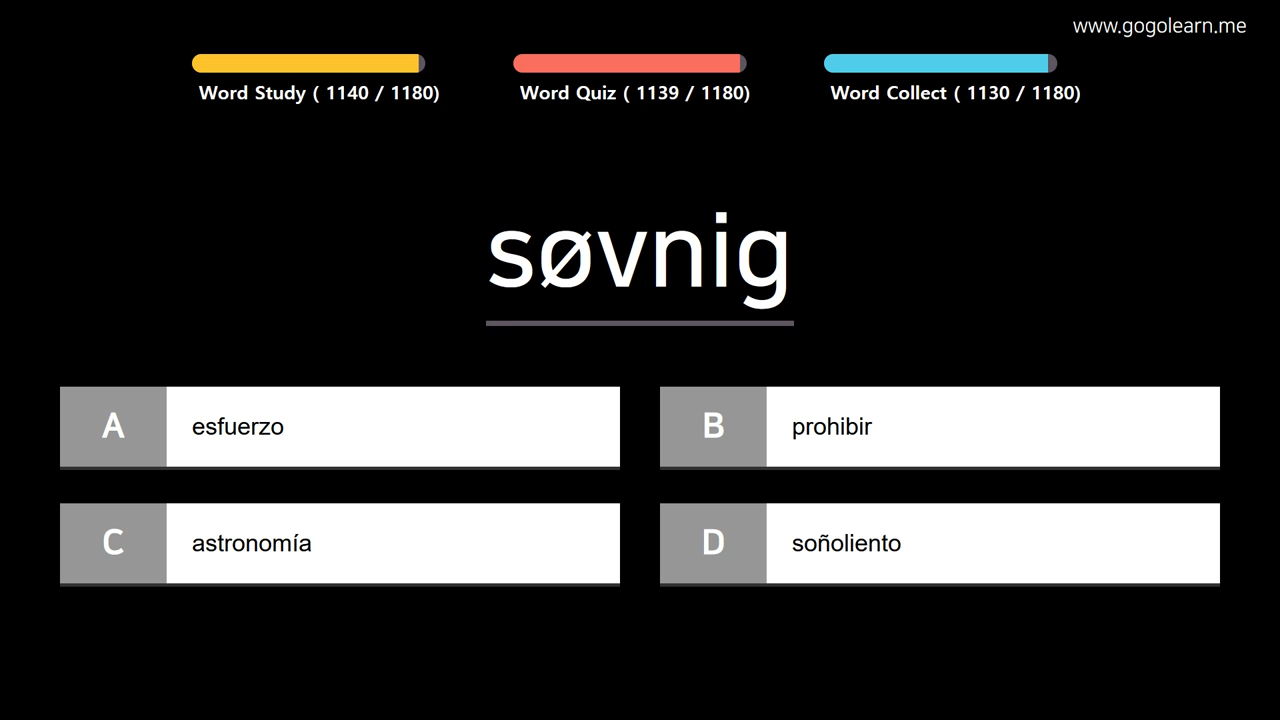 www.gogolearn.me
Word Study ( 1140 / 1180)
Word Quiz ( 1139 / 1180)
Word Collect ( 1130 / 1180)
søvnig
A esfuerzo
B prohibir
C astronomía
D soñoliento